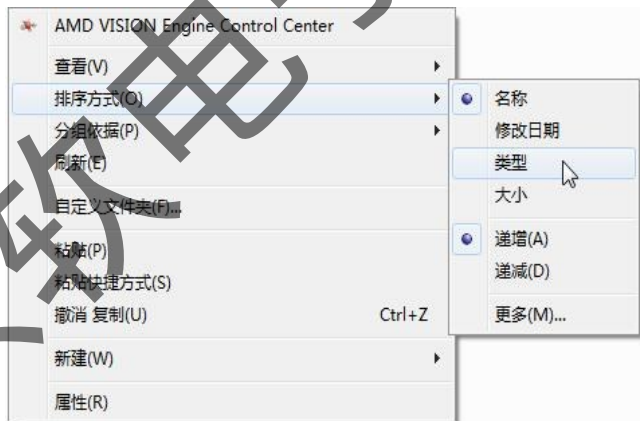 AMD VISION Engine Control Center
查看(V)
排序方式(O)
分组依据(P)
刷新(E)
自定义文件夹(F)...
粘贴(P)
粘贴快捷方式(S)
撤消 复制(U) Ctrl+Z
新建(W)
属性(R)
名称
修改日期
类型
大小
递增(A)
递减(D)
更多(M)...